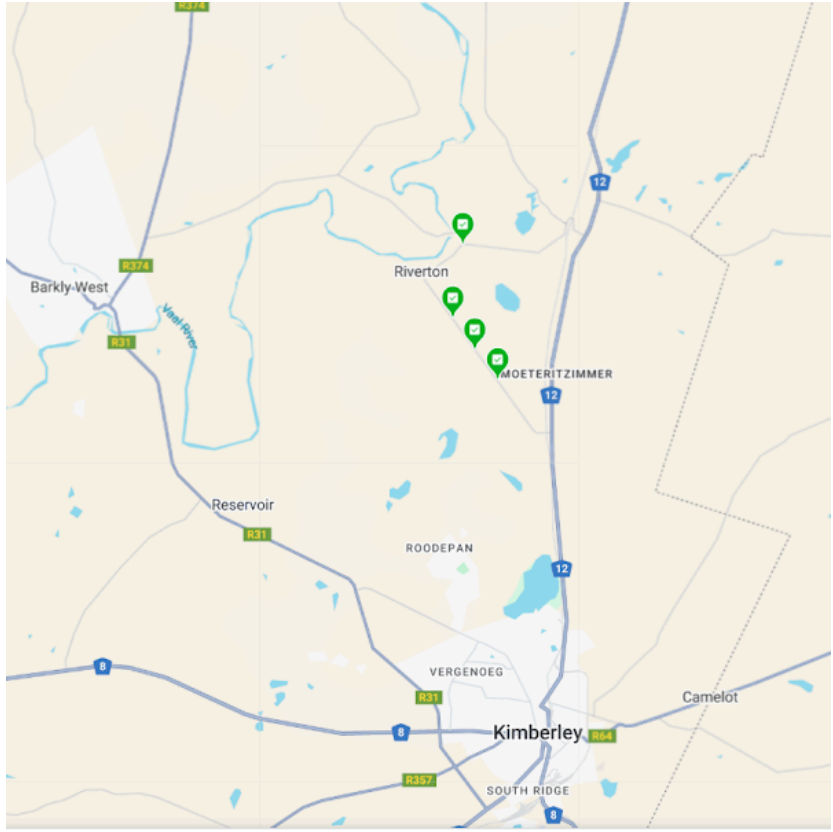 R374
12
R374
Riverton
Barkly West
Vaal River
R31
MOETERITZIMMER
12
Reservoir
R31
ROODEPAN
12
8
VERGENOEG
R31
Camelot
8
Kimberley
R64
R357
SOUTH RIDGE
8